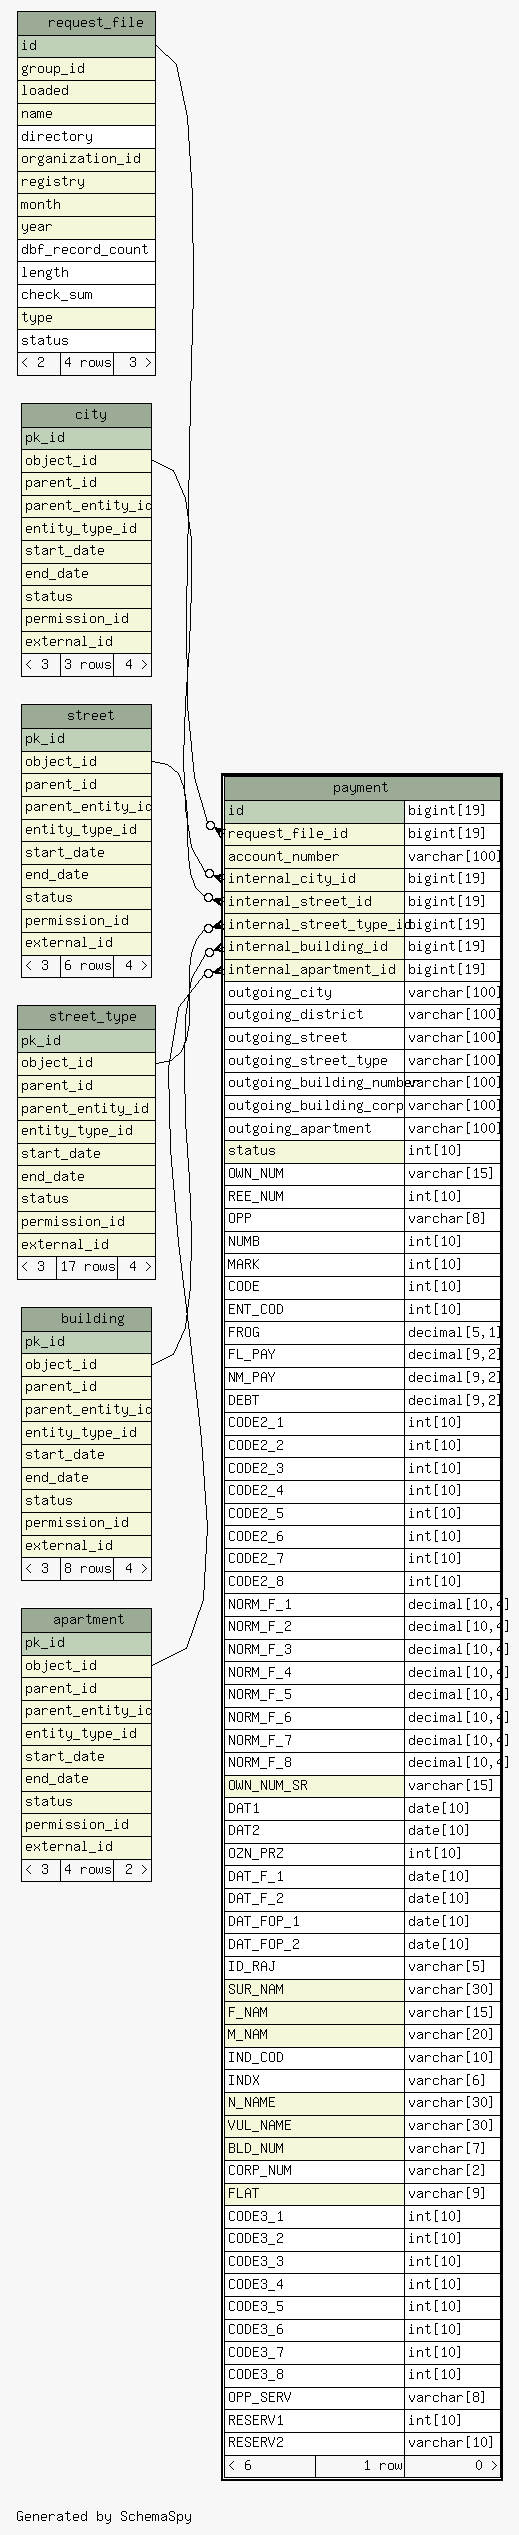 request_file
id
group_id
loaded
name
directory
organization_id
registry
month
year
dbf_record_count
length
check_sum
type
status
< 2 4 rows 3 >
city
pk_id
object_id
parent_id
parent_entity_id
entity_type_id
start_date
end_date
status
permission_id
external_id
< 3 3 rows 4 >
street
pk_id
object_id
parent_id
parent_entity_id
entity_type_id
start_date
end_date
status
permission_id
external_id
< 3 6 rows 4 >
street_type
pk_id
object_id
parent_id
parent_entity_id
entity_type_id
start_date
end_date
status
permission_id
external_id
< 3 17 rows 4 >
building
pk_id
object_id
parent_id
parent_entity_id
entity_type_id
start_date
end_date
status
permission_id
external_id
< 3 8 rows 4 >
apartment
pk_id
object_id
parent_id
parent_entity_id
entity_type_id
start_date
end_date
status
permission_id
external_id
< 3 4 rows 2 >
payment
id bigint[19]
request_file_id bigint[19]
account_number varchar[100]
internal_city_id bigint[19]
internal_street_id bigint[19]
internal_street_type_id bigint[19]
internal_building_id bigint[19]
internal_apartment_id bigint[19]
outgoing_city varchar[100]
outgoing_district varchar[100]
outgoing_street varchar[100]
outgoing_street_type varchar[100]
outgoing_building_number varchar[100]
outgoing_building_corp varchar[100]
outgoing_apartment varchar[100]
status int[10]
OWN_NUM varchar[15]
REE_NUM int[10]
OPP varchar[8]
NUMB int[10]
MARK int[10]
CODE int[10]
ENT_COD int[10]
FROG decimal[5,1]
FL_PAY decimal[9,2]
NM_PAY decimal[9,2]
DEBT decimal[9,2]
CODE2_1 int[10]
CODE2_2 int[10]
CODE2_3 int[10]
CODE2_4 int[10]
CODE2_5 int[10]
CODE2_6 int[10]
CODE2_7 int[10]
CODE2_8 int[10]
NORM_F_1 decimal[10,4]
NORM_F_2 decimal[10,4]
NORM_F_3 decimal[10,4]
NORM_F_4 decimal[10,4]
NORM_F_5 decimal[10,4]
NORM_F_6 decimal[10,4]
NORM_F_7 decimal[10,4]
NORM_F_8 decimal[10,4]
OWN_NUM_SR varchar[15]
DAT1 date[10]
DAT2 date[10]
OZN_PRZ int[10]
DAT_F_1 date[10]
DAT_F_2 date[10]
DAT_FOP_1 date[10]
DAT_FOP_2 date[10]
ID_RAJ varchar[5]
SUR_NAM varchar[30]
F_NAM varchar[15]
M_NAM varchar[20]
IND_COD varchar[10]
INDX varchar[6]
N_NAME varchar[30]
VUL_NAME varchar[30]
BLD_NUM varchar[7]
CORP_NUM varchar[2]
FLAT varchar[9]
CODE3_1 int[10]
CODE3_2 int[10]
CODE3_3 int[10]
CODE3_4 int[10]
CODE3_5 int[10]
CODE3_6 int[10]
CODE3_7 int[10]
CODE3_8 int[10]
OPP_SERV varchar[8]
RESERV1 int[10]
RESERV2 varchar[10]
< 6 1 row 0 >
Generated by SchemaSpy